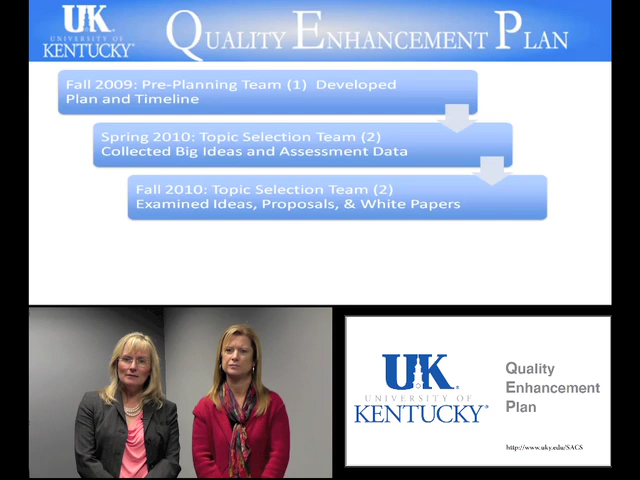 UK
UNIVERSITY OF
KENTUCKY
QUALITY ENHANCEMENT PLAN
Fall 2009: Pre-Planning Team (1) Developed
Plan and Timeline
Spring 2010: Topic Selection Team (2)
Collected Big Ideas and Assessment Data
Fall 2010: Topic Selection Team (2)
Examined Ideas, Proposals, & White Papers
UK
UNIVERSITY OF
KENTUCKY
Quality
Enhancement
Plan
http://www.uky.edu/SACS